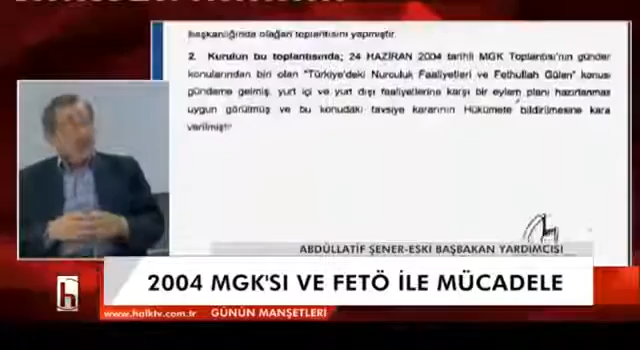 başkanlığında olağan toplantısını yapmıştır.
2. Kurulun bu toplantısında; 24 HAZİRAN 2004 tarihli MGK Toplantısı'nın gündem
konularından biri olan "Türkiye'deki Nurculuk Faaliyetleri ve Fethullah Gülen" konusu
gündeme gelmiş, yurt içi ve yurt dışı faaliyetlerine karşı bir eylem planı hazırlanması
uygun görülmüş ve bu konudaki tavsiye kararının Hükümete bildirilmesine kara
verilmişti
ABDÜLLATİF ŞENER-ESKİ BAŞBAKAN YARDIMCISI
h
2004 MGK'SI VE FETÖ İLE MÜCADELE
www.halktv.com.tr GÜNÜN MANŞETLERİ